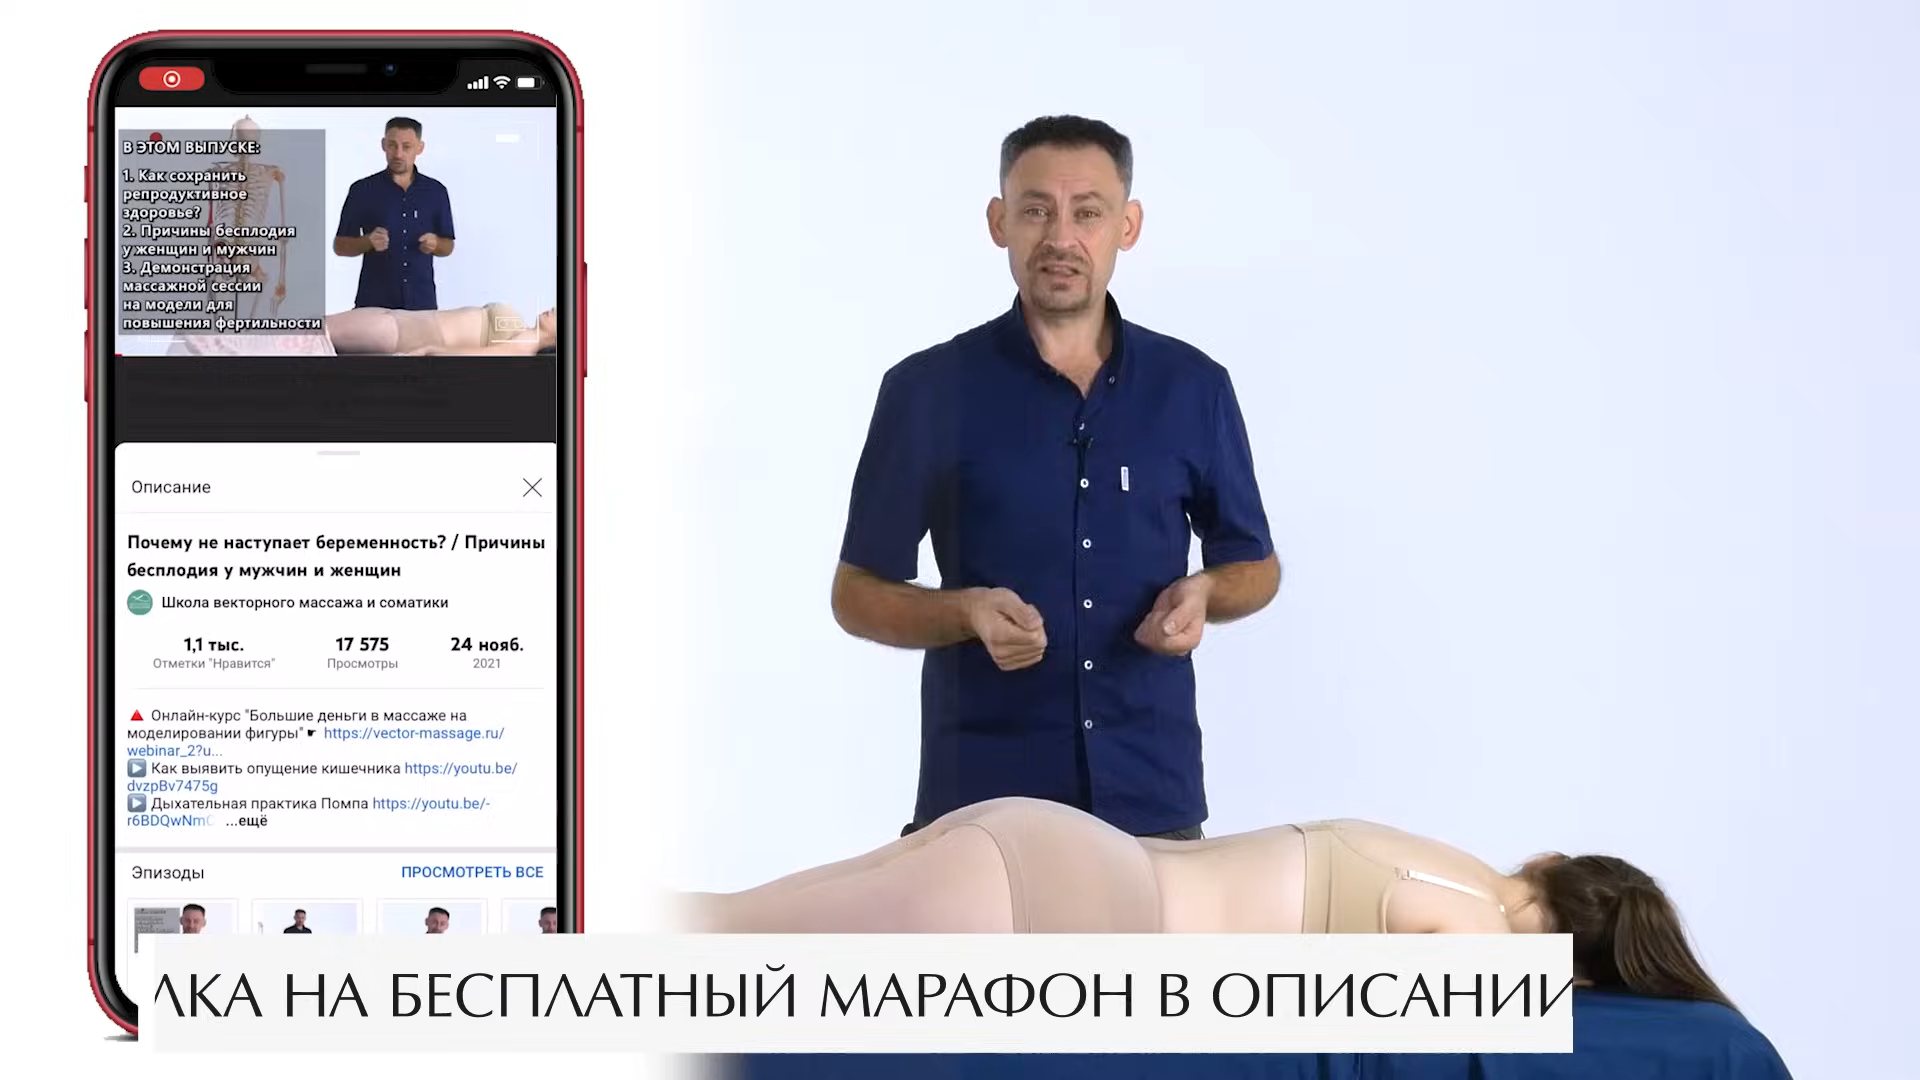 В ЭТОМ ВЫПУСКЕ:
1. Как сохранить
репродуктивное
здоровье?
2. Причины бесплодия
у женщин и мужчин
3. Демонстрация
массажной сессии
на модели для
повышения фертильности
Описание
Почему не наступает беременность? / Причины
бесплодия у мужчин и женщин
Школа векторного массажа и соматики
1,1 тыс. 17 575 24 нояб.
Отметки "Нравится" Просмотры 2021
Онлайн-курс "Большие деньги в массаже на
моделировании фигуры" https://vector-massage.ru/
webinar_2?u...
Как выявить опущение кишечника https://youtu.be/
dvzpBv7475g
Дыхательная практика Помпа https://youtu.be/-
r6BDQwNmC ...ещё
Эпизоды ПРОСМОТРЕТЬ ВСЕ
ЛКА НА БЕСПЛАТНЫЙ МАРАФОН В ОПИСАНИИ